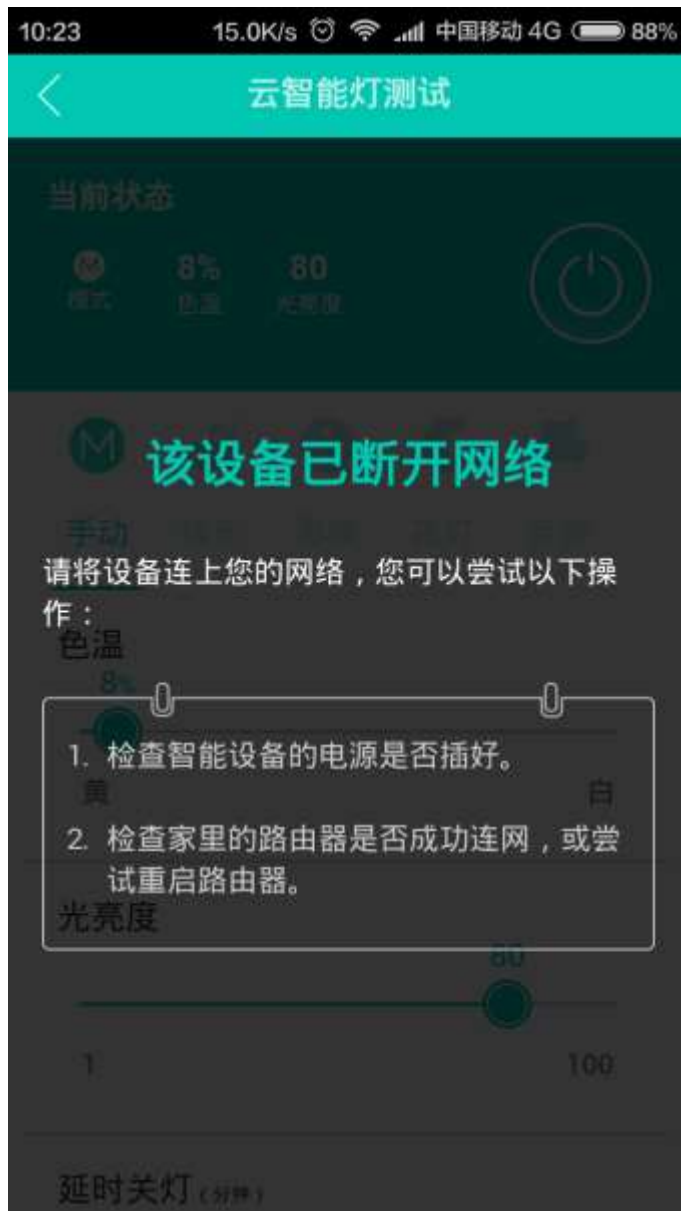 10:23 15.0K/s 中国移动 4G 88%
云智能灯测试
当前状态
8% 80
模式 色温 光亮度
M
该设备已断开网络
手动
请将设备连上您的网络，您可以尝试以下操
作：
色温
8%
1. 检查智能设备的电源是否插好。
黄 白
2. 检查家里的路由器是否成功连网，或尝
试重启路由器。
光亮度
80
1 100
延时关灯（分钟）